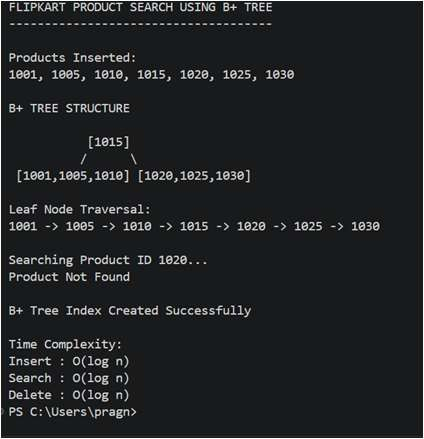 FLIPKART PRODUCT SEARCH USING B+ TREE
-------------------------------------
Products Inserted:
1001, 1005, 1010, 1015, 1020, 1025, 1030
B+ TREE STRUCTURE
[1015]
/ \
[1001,1005,1010] [1020,1025,1030]
Leaf Node Traversal:
1001 -> 1005 -> 1010 -> 1015 -> 1020 -> 1025 -> 1030
Searching Product ID 1020...
Product Not Found
B+ Tree Index Created Successfully
Time Complexity:
Insert : O(log n)
Search : O(log n)
Delete : O(log n)
PS C:\Users\pragn>